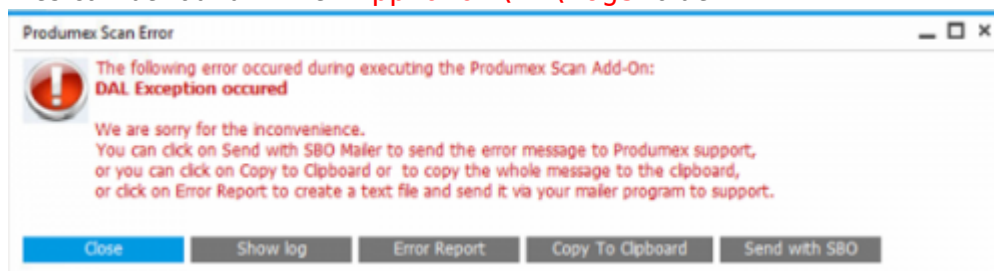 Produmex Scan Error
The following error occured during executing the Produmex Scan Add-On:
DAL Exception occured
We are sorry for the inconvenience.
You can click on Send with SBO Mailer to send the error message to Produmex support,
or you can click on Copy to Clipboard or to copy the whole message to the clipboard,
or click on Error Report to create a text file and send it via your mailer program to support.
Close Show log Error Report Copy To Clipboard Send with SBO